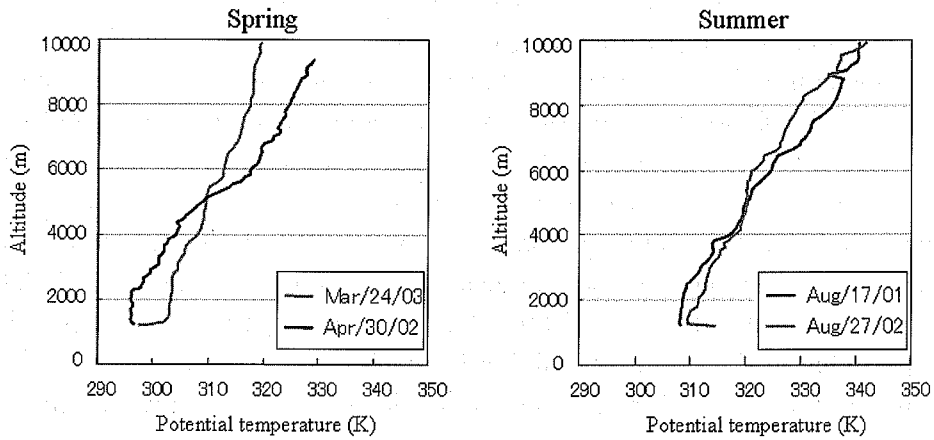 Spring
10000
8000
6000
4000
2000
0
Altitude (m)
Mar/24/03
Apr/30/02
290 300 310 320 330 340 350
Potential temperature (K)
Summer
10000
8000
6000
4000
2000
0
Altitude (m)
Aug/17/01
Aug/27/02
290 300 310 320 330 340 350
Potential temperature (K)